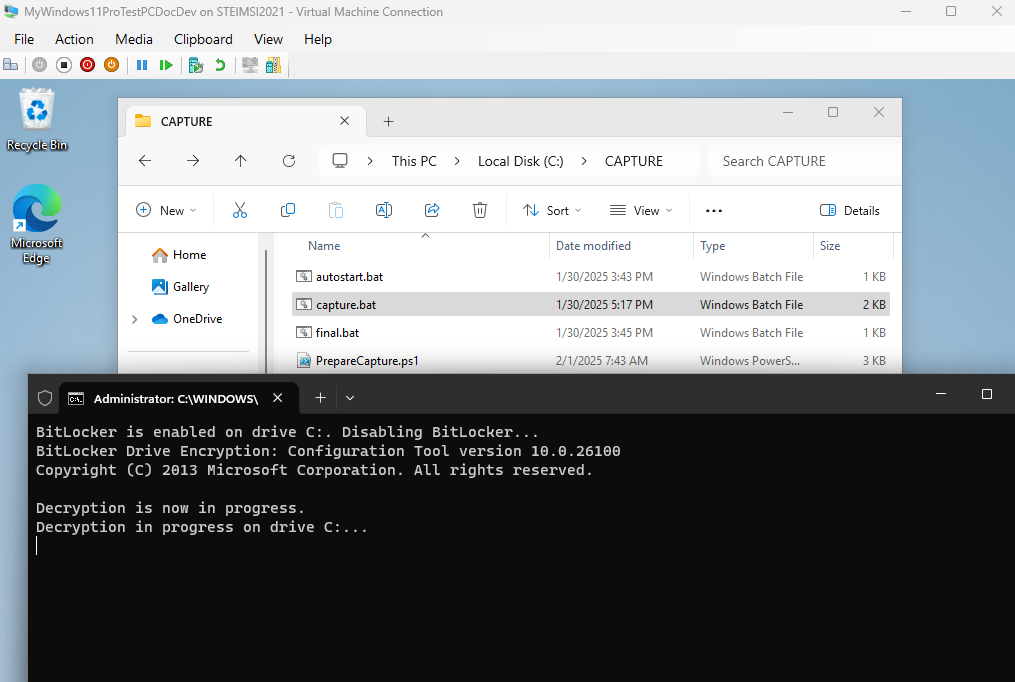 MyWindows11ProTestPCDocDev on STEIMSI2021 - Virtual Machine Connection
File Action Media Clipboard View Help
Recycle Bin
Microsoft Edge
CAPTURE
This PC > Local Disk (C:) > CAPTURE
Search CAPTURE
New Sort View ... Details
Home
Gallery
OneDrive
Name Date modified Type Size
autostart.bat 1/30/2025 3:43 PM Windows Batch File 1 KB
capture.bat 1/30/2025 5:17 PM Windows Batch File 2 KB
final.bat 1/30/2025 3:45 PM Windows Batch File 1 KB
PrepareCapture.ps1 2/1/2025 7:43 AM Windows PowerS... 3 KB
Administrator: C:\WINDOWS\
BitLocker is enabled on drive C:. Disabling BitLocker...
BitLocker Drive Encryption: Configuration Tool version 10.0.26100
Copyright (C) 2013 Microsoft Corporation. All rights reserved.
Decryption is now in progress.
Decryption in progress on drive C:...